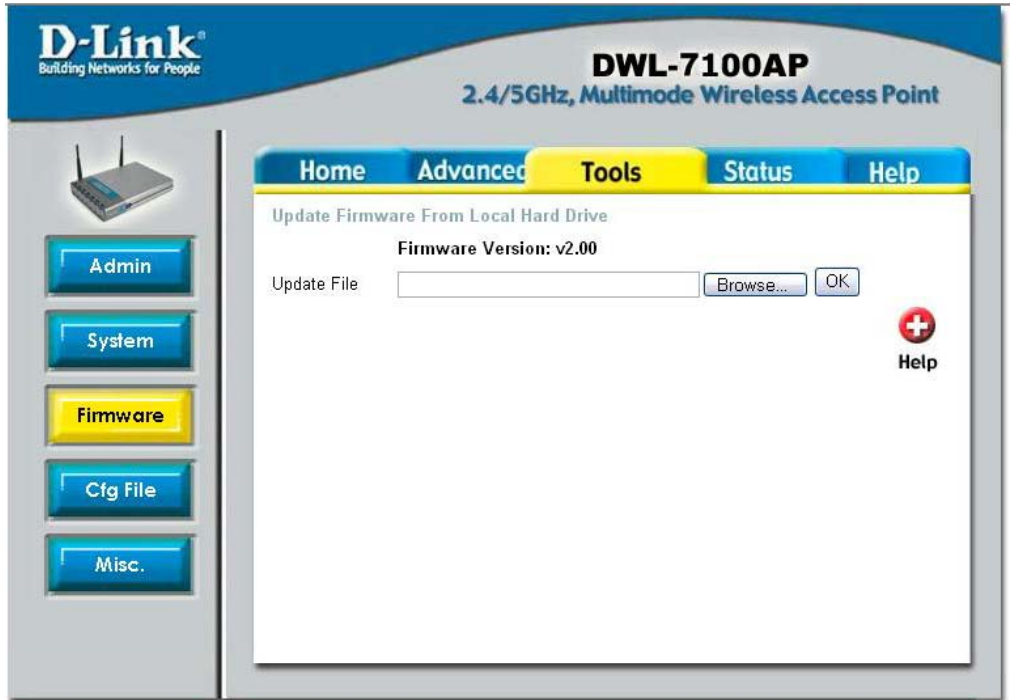 D-Link®
Building Networks for People
DWL-7100AP
2.4/5GHz, Multimode Wireless Access Point
Home
Advanced
Tools
Status
Help
Admin
System
Firmware
Cfg File
Misc.
Update Firmware From Local Hard Drive
Firmware Version: v2.00
Update File
Browse...
OK
Help